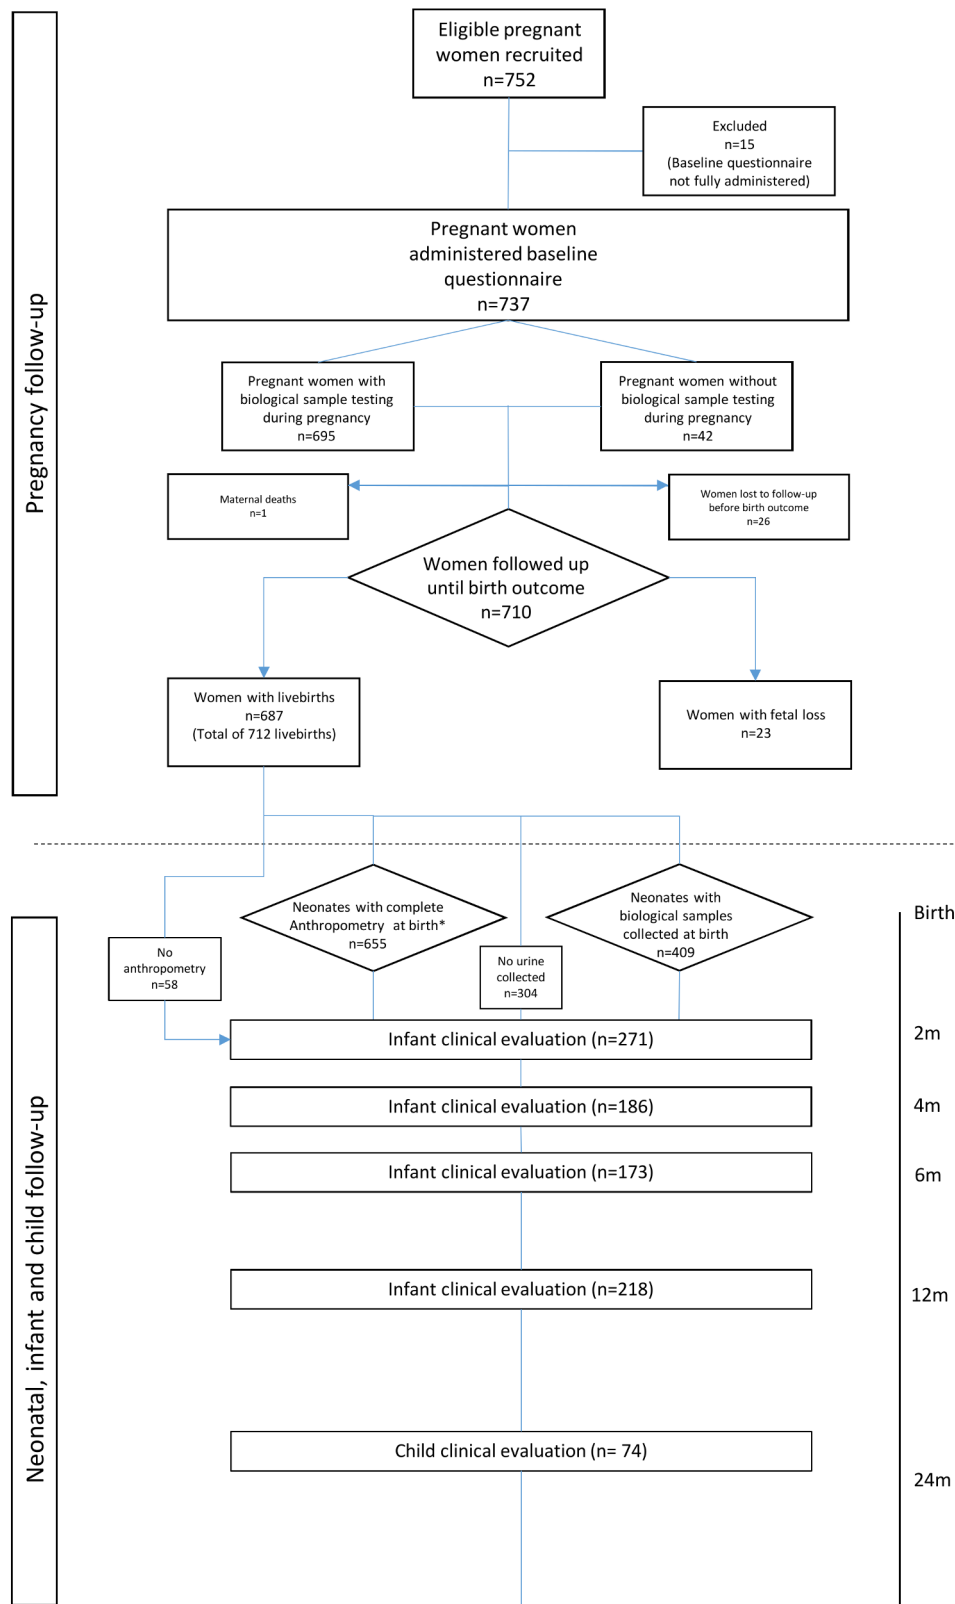 Pregnancy follow-up
Eligible pregnant
women recruited
n=752
Excluded
n=15
(Baseline questionnaire
not fully administered)
Pregnant women
administered baseline
questionnaire
n=737
Pregnant women with
biological sample testing
during pregnancy
n=695
Pregnant women without
biological sample testing
during pregnancy
n=42
Maternal deaths
n=1
Women lost to follow-up
before birth outcome
n=26
Women followed up
until birth outcome
n=710
Women with livebirths
n=687
(Total of 712 livebirths)
Women with fetal loss
n=23
Neonatal, infant and child follow-up
No
anthropometry
n=58
Neonates with complete
Anthropometry at birth*
n=655
No urine
collected
n=304
Neonates with
biological samples
collected at birth
n=409
Birth
Infant clinical evaluation (n=271)
2m
Infant clinical evaluation (n=186)
4m
Infant clinical evaluation (n=173)
6m
Infant clinical evaluation (n=218)
12m
Child clinical evaluation (n= 74)
24m